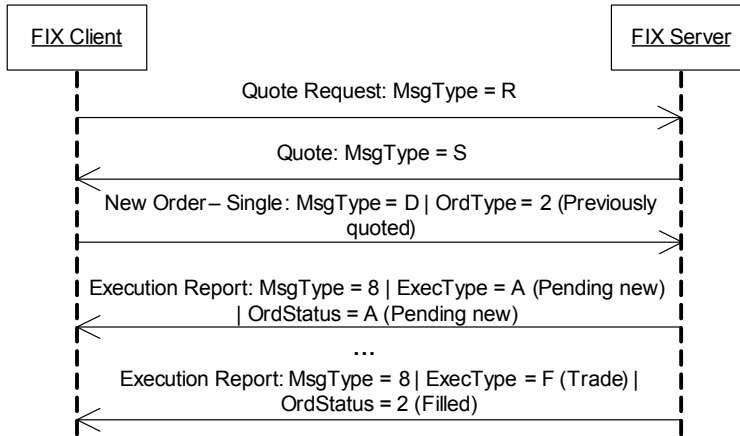 FIX Client
FIX Server
Quote Request: MsgType = R
Quote: MsgType = S
New Order – Single: MsgType = D | OrdType = 2 (Previously
quoted)
Execution Report: MsgType = 8 | ExecType = A (Pending new)
| OrdStatus = A (Pending new)
...
Execution Report: MsgType = 8 | ExecType = F (Trade) |
OrdStatus = 2 (Filled)